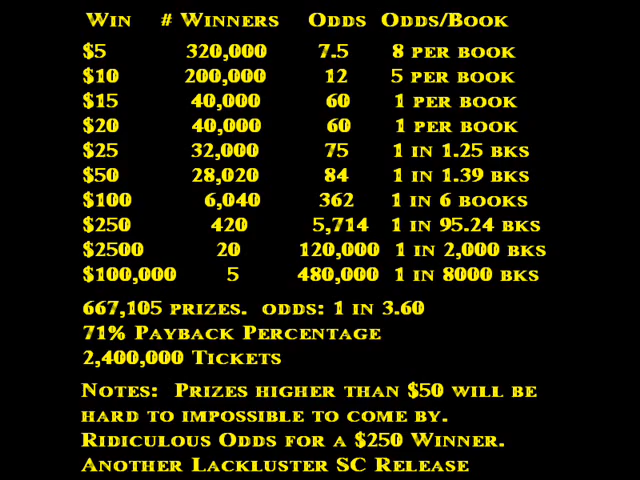 Win # Winners Odds Odds/Book
$5 320,000 7.5 8 per book
$10 200,000 12 5 per book
$15 40,000 60 1 per book
$20 40,000 60 1 per book
$25 32,000 75 1 in 1.25 bks
$50 28,020 84 1 in 1.39 bks
$100 6,040 362 1 in 6 books
$250 420 5,714 1 in 95.24 bks
$2500 20 120,000 1 in 2,000 bks
$100,000 5 480,000 1 in 8000 bks
667,105 prizes. odds: 1 in 3.60
71% Payback Percentage
2,400,000 Tickets
Notes: Prizes higher than $50 will be
hard to impossible to come by.
Ridiculous Odds for a $250 Winner.
Another Lackluster SC Release